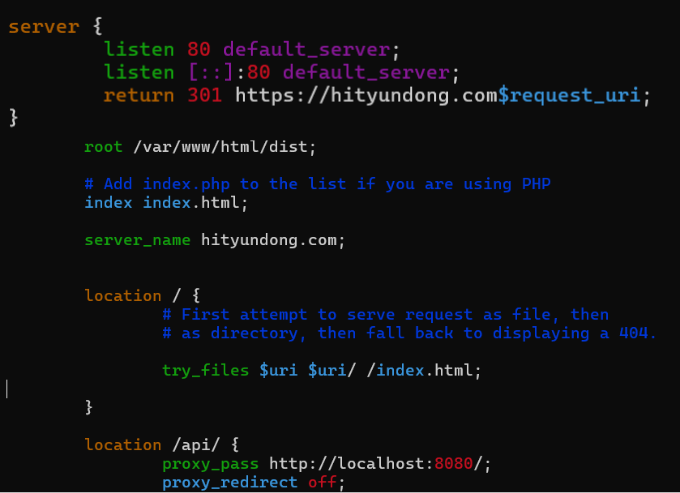 server {
listen 80 default_server;
listen [::]:80 default_server;
return 301 https://hityundong.com$request_uri;
}
root /var/www/html/dist;
# Add index.php to the list if you are using PHP
index index.html;
server_name hityundong.com;
location / {
# First attempt to serve request as file, then
# as directory, then fall back to displaying a 404.
try_files $uri $uri/ /index.html;
}
location /api/ {
proxy_pass http://localhost:8080/;
proxy_redirect off;